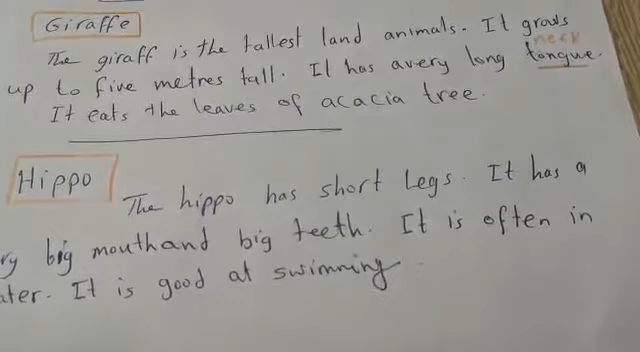 Giraffe
The giraff is the tallest land animals. It grows
neck
up to five metres tall. It has avery long tongue.
It eats the leaves of acacia tree.
Hippo
The hippo has short legs. It has a
ry big mouthand big teeth. It is often in
ater. It is good at swimming